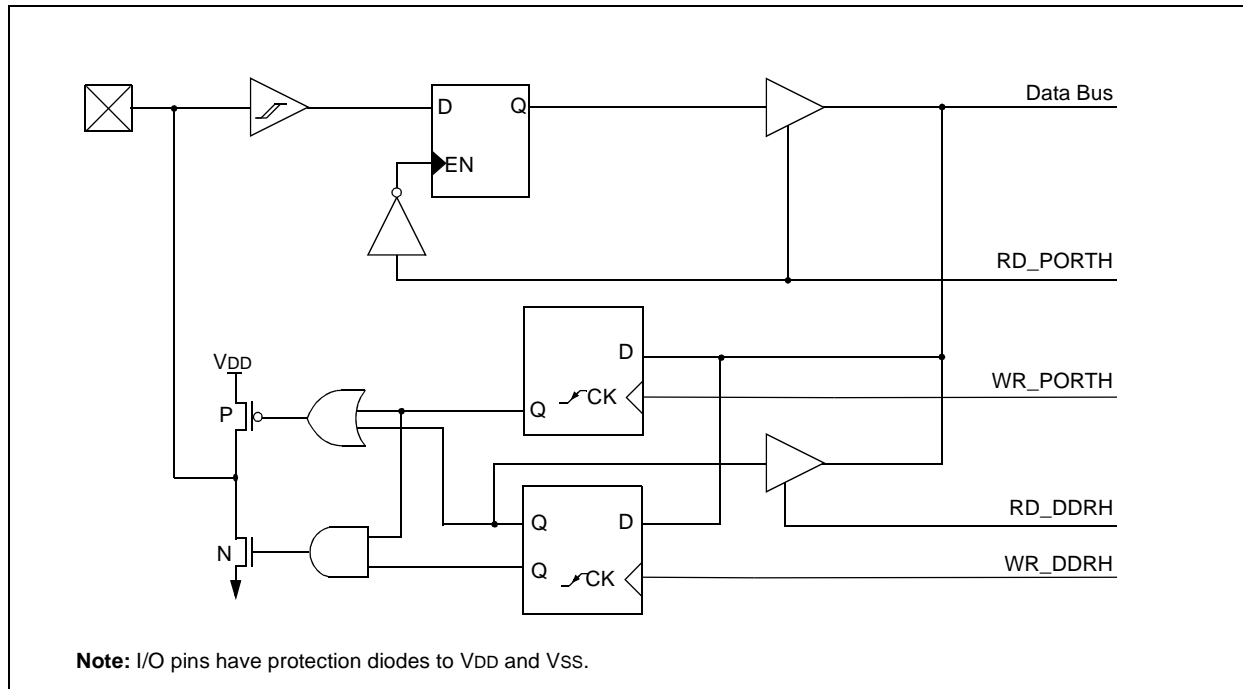 Data Bus
D
Q
EN
RD_PORTH
D
WR_PORTH
VDD
CK
P
Q
RD_DDRH
Q
D
N
WR_DDRH
Q
CK
Note: I/O pins have protection diodes to VDD and VSS.